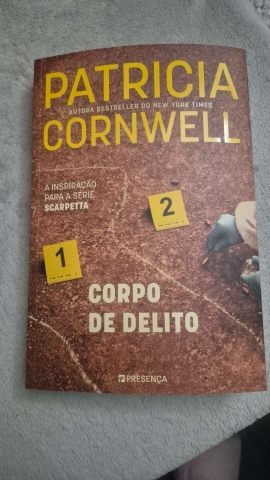 PATRICIA
AUTORA BESTSELLER DO NEW YORK TIMES
CORNWELL
A INSPIRAÇÃO
PARA A SÉRIE
SCARPETTA
2
1
CORPO
DE DELITO
PRESENÇA